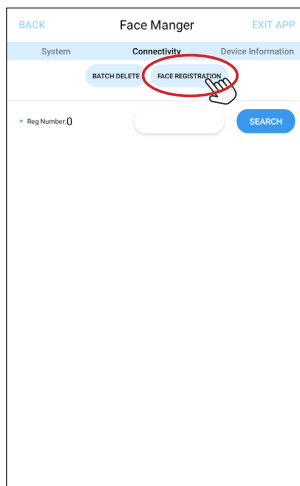 BACK Face Manger EXIT APP
System Connectivity Device Information
BATCH DELETE FACE REGISTRATION
Reg Number:0 SEARCH